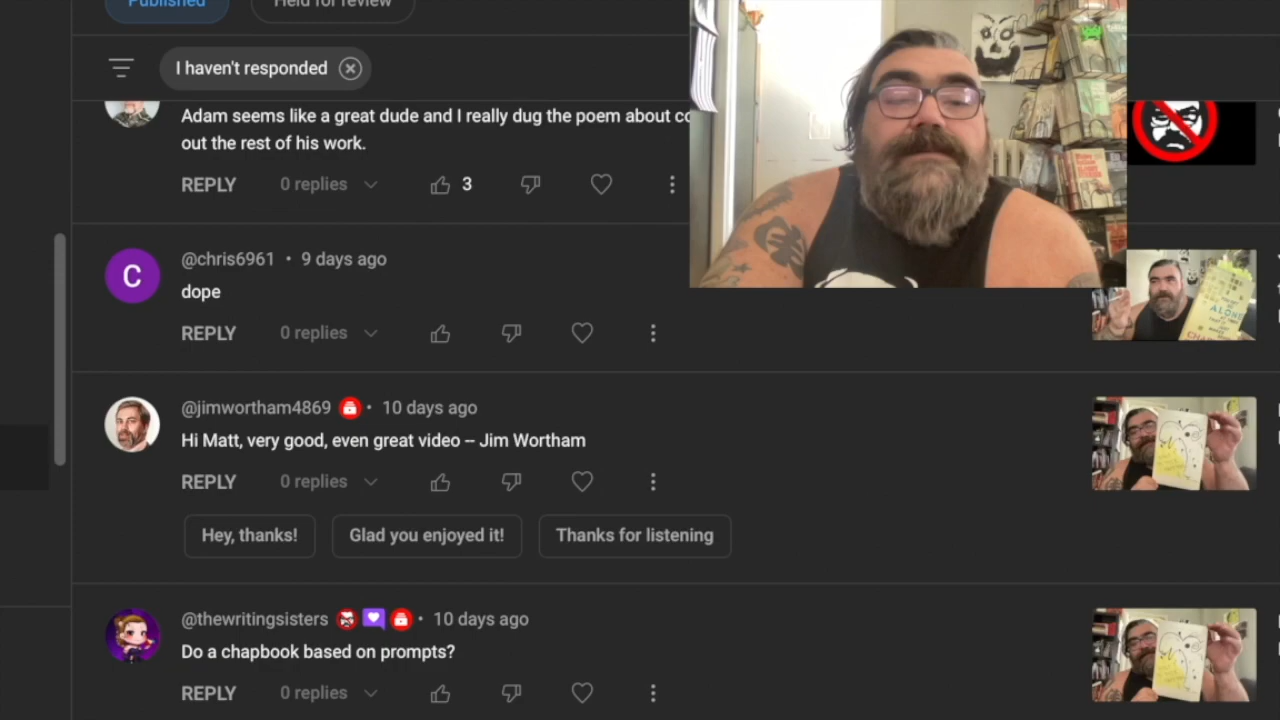 Published
Held for review
I haven't responded
Adam seems like a great dude and I really dug the poem about
out the rest of his work.
REPLY 0 replies 3
@chris6961 • 9 days ago
C
dope
REPLY 0 replies
ALONE
@jimwortham4869 • 10 days ago
Hi Matt, very good, even great video -- Jim Wortham
REPLY 0 replies
Hey, thanks!
Glad you enjoyed it!
Thanks for listening
@thewritingsisters • 10 days ago
Do a chapbook based on prompts?
REPLY 0 replies